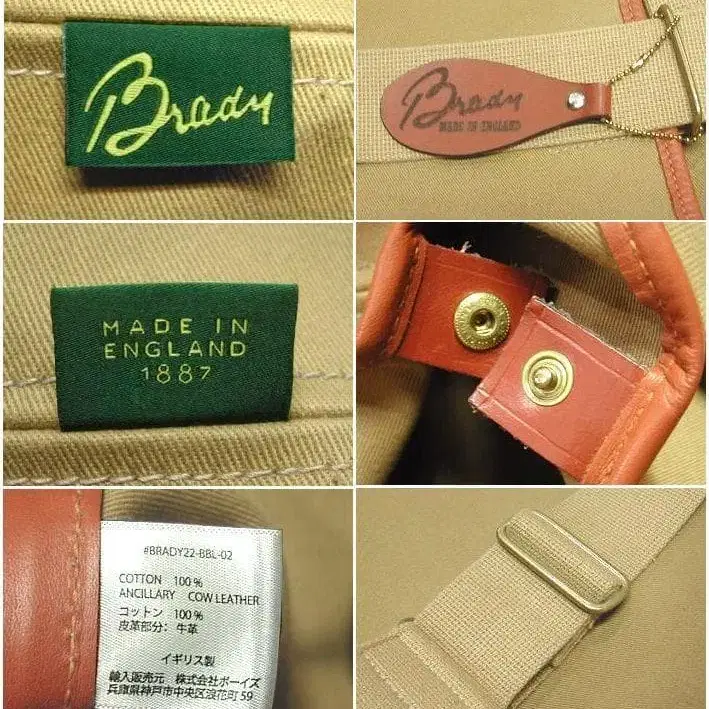 Brady
Brady
MADE IN ENGLAND
MADE IN
ENGLAND
1887
#BRADY22-BBL-02
COTTON 100%
ANCILLARY COW LEATHER
コットン 100%
皮革部分：牛革
イギリス製
輸入販売元 株式会社ボーイズ
兵庫県神戸市中央区浪花町 59